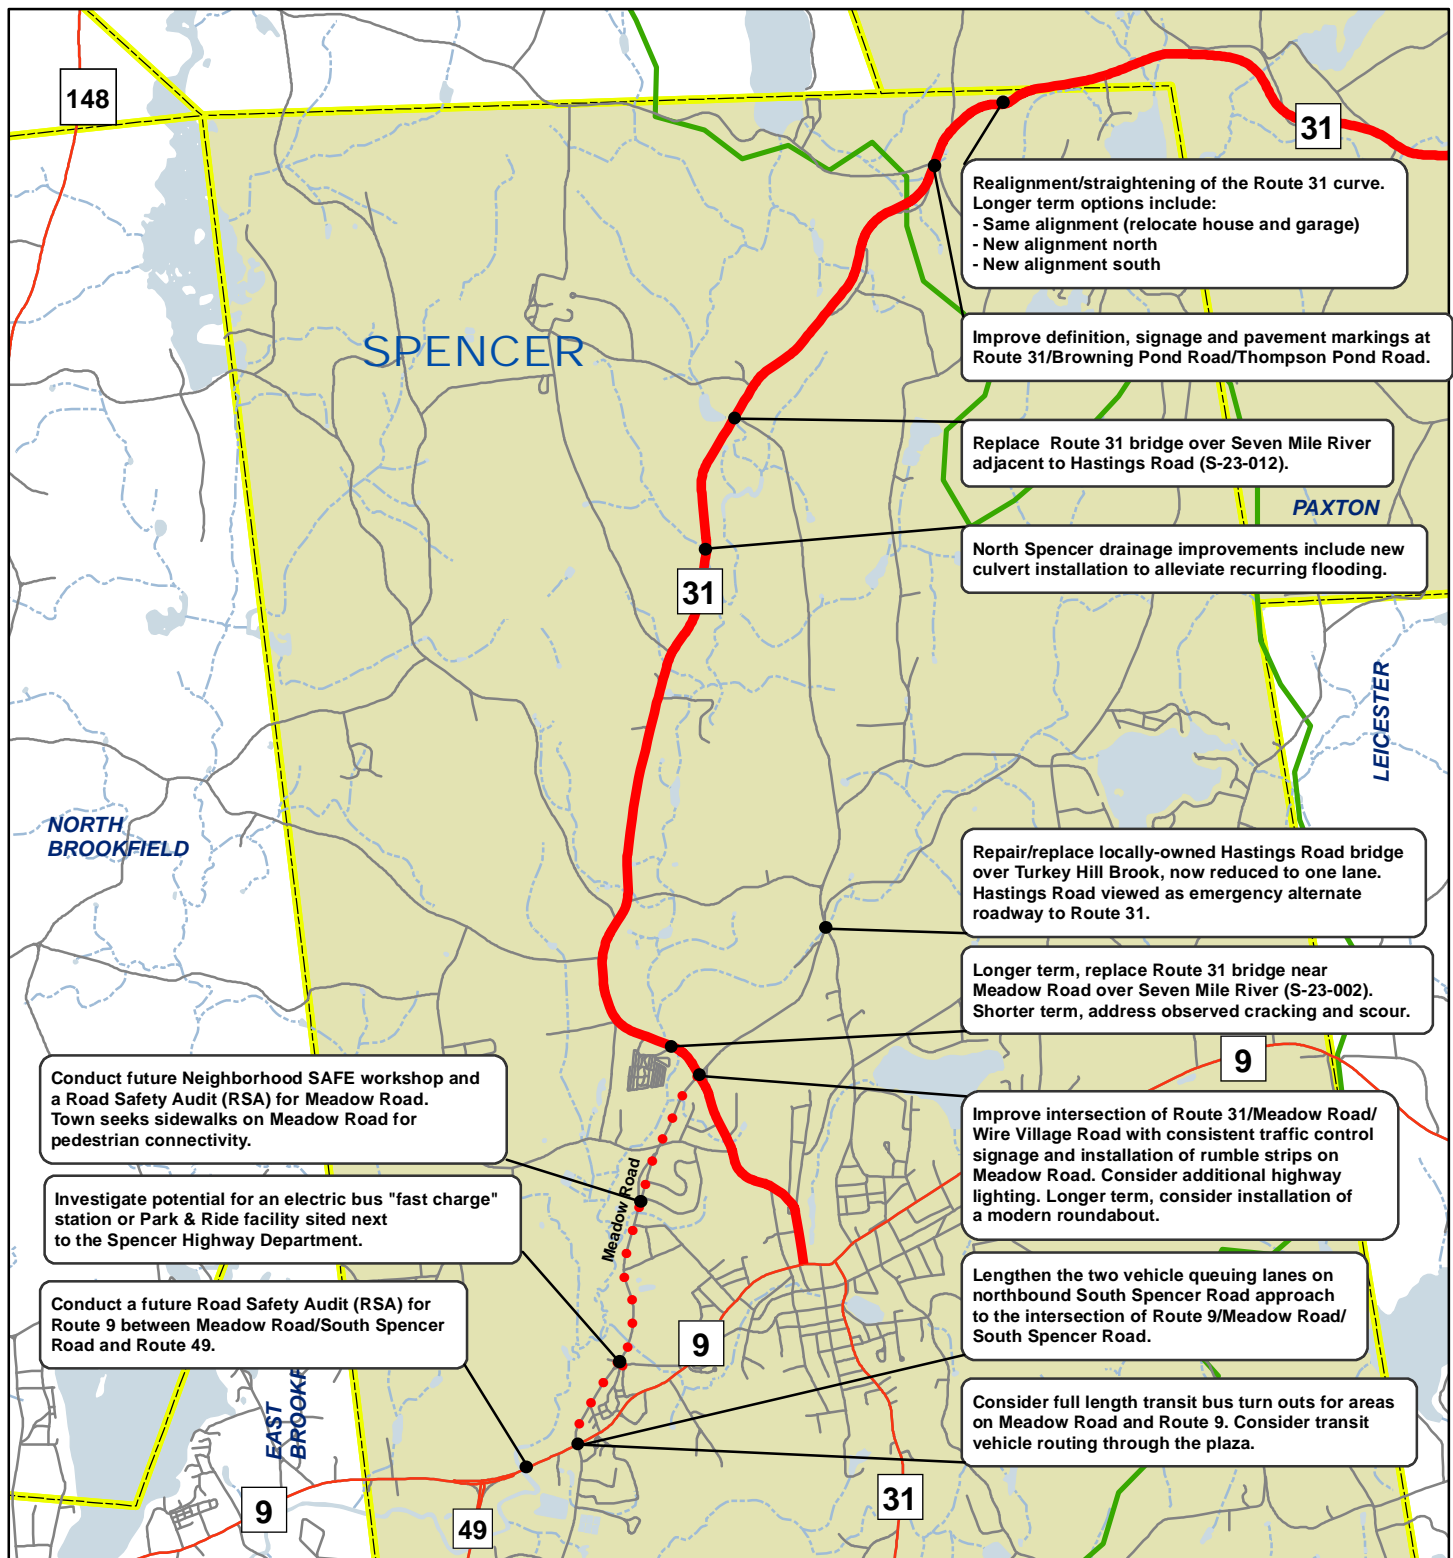 148
31
Realignment/straightening of the Route 31 curve.
Longer term options include:
- Same alignment (relocate house and garage)
- New alignment north
- New alignment south
SPENCER
Improve definition, signage and pavement markings at
Route 31/Browning Pond Road/Thompson Pond Road.
Replace Route 31 bridge over Seven Mile River
adjacent to Hastings Road (S-23-012).
PAXTON
North Spencer drainage improvements include new
culvert installation to alleviate recurring flooding.
31
LEICESTER
NORTH
BROOKFIELD
Repair/replace locally-owned Hastings Road bridge
over Turkey Hill Brook, now reduced to one lane.
Hastings Road viewed as emergency alternate
roadway to Route 31.
Longer term, replace Route 31 bridge near
Meadow Road over Seven Mile River (S-23-002).
Shorter term, address observed cracking and scour.
9
Conduct future Neighborhood SAFE workshop and
a Road Safety Audit (RSA) for Meadow Road.
Town seeks sidewalks on Meadow Road for
pedestrian connectivity.
Improve intersection of Route 31/Meadow Road/
Wire Village Road with consistent traffic control
signage and installation of rumble strips on
Meadow Road. Consider additional highway
lighting. Longer term, consider installation of
a modern roundabout.
Meadow Road
Investigate potential for an electric bus "fast charge"
station or Park & Ride facility sited next
to the Spencer Highway Department.
Lengthen the two vehicle queuing lanes on
northbound South Spencer Road approach
to the intersection of Route 9/Meadow Road/
South Spencer Road.
Conduct a future Road Safety Audit (RSA) for
Route 9 between Meadow Road/South Spencer
Road and Route 49.
9
EAST
BROOKF
Consider full length transit bus turn outs for areas
on Meadow Road and Route 9. Consider transit
vehicle routing through the plaza.
9
49
31